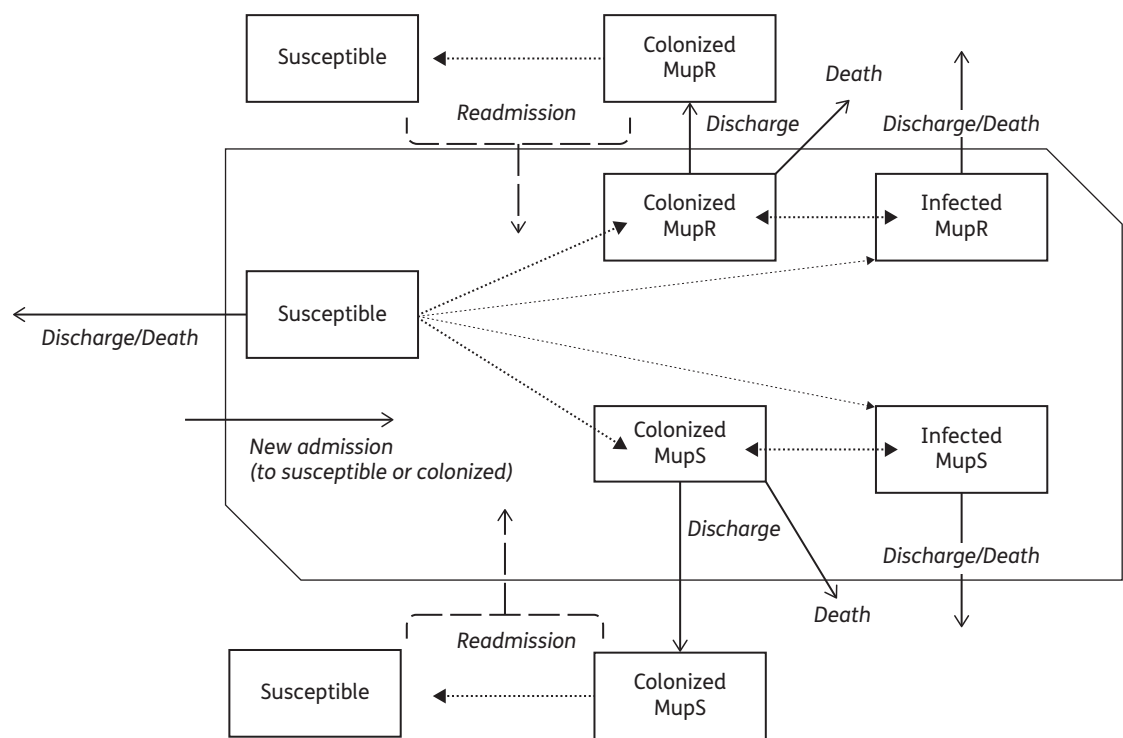 Susceptible
Colonized
MupR
Readmission
Discharge
Death
Discharge/Death
Colonized
MupR
Infected
MupR
Susceptible
Discharge/Death
New admission
(to susceptible or colonized)
Colonized
MupS
Infected
MupS
Discharge
Discharge/Death
Death
Readmission
Susceptible
Colonized
MupS